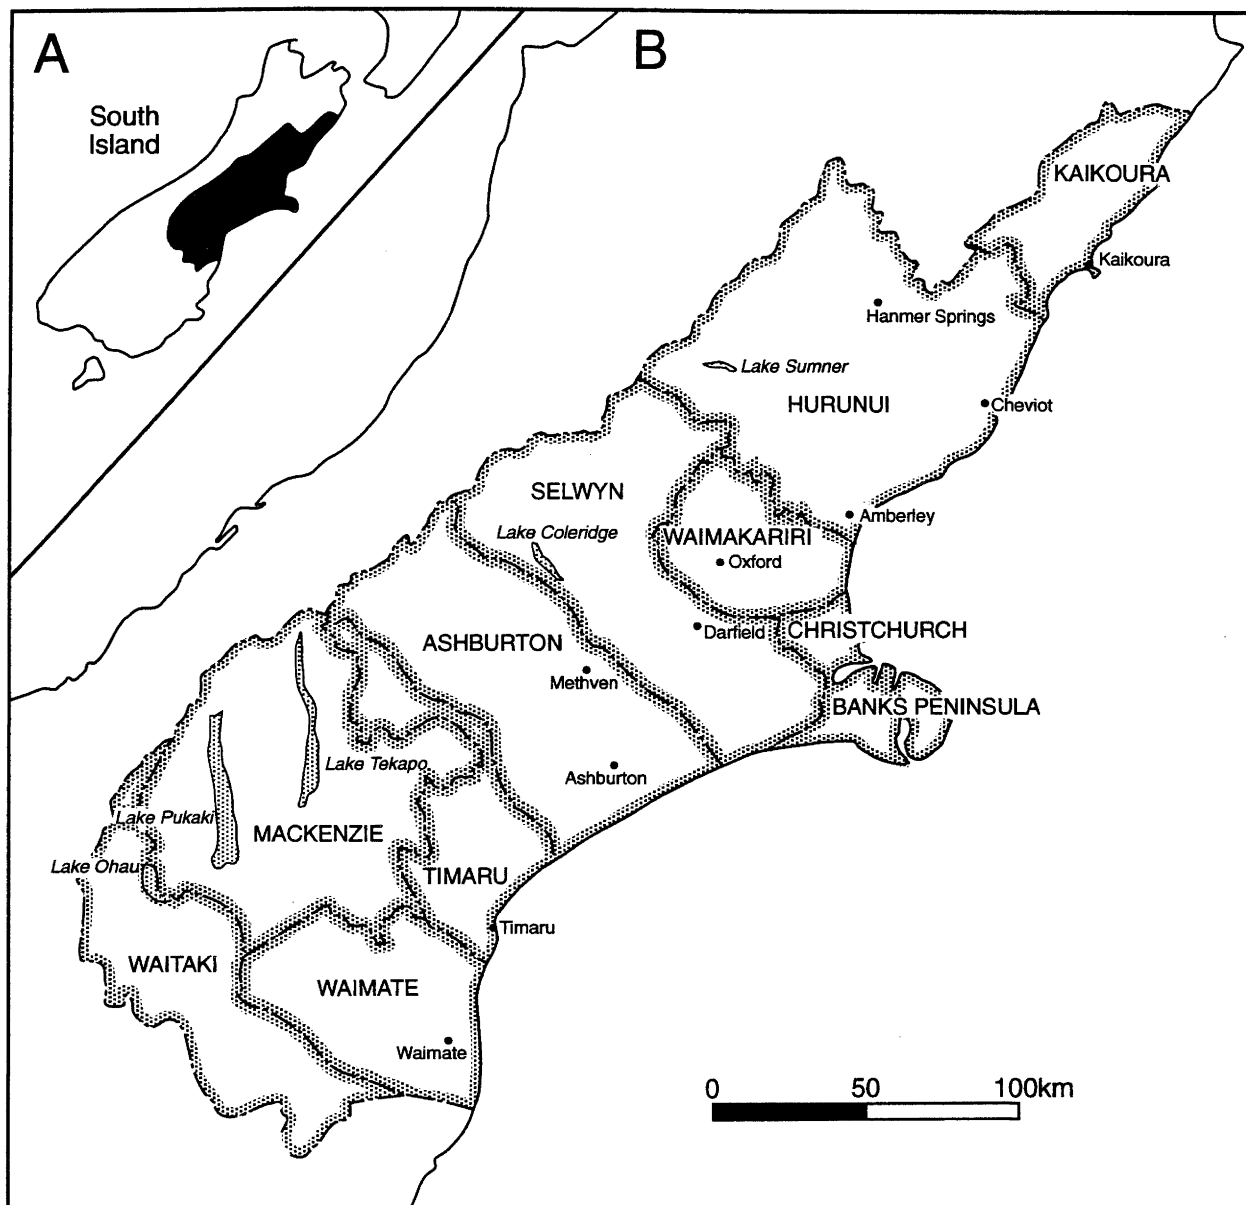 A
B
South
Island
KAIKOURA
Kaikoura
Hanmer Springs
Lake Sumner
HURUNUI
Cheviot
SELWYN
Lake Coleridge
WAIMAKARIRI
Amberley
Oxford
Darfield
CHRISTCHURCH
ASHBURTON
Methven
BANKS PENINSULA
Lake Tekapo
Ashburton
Lake Pukaki
MACKENZIE
Lake Ohau
TIMARU
Timaru
WAITAKI
WAIMATE
Waimate
0 50 100km